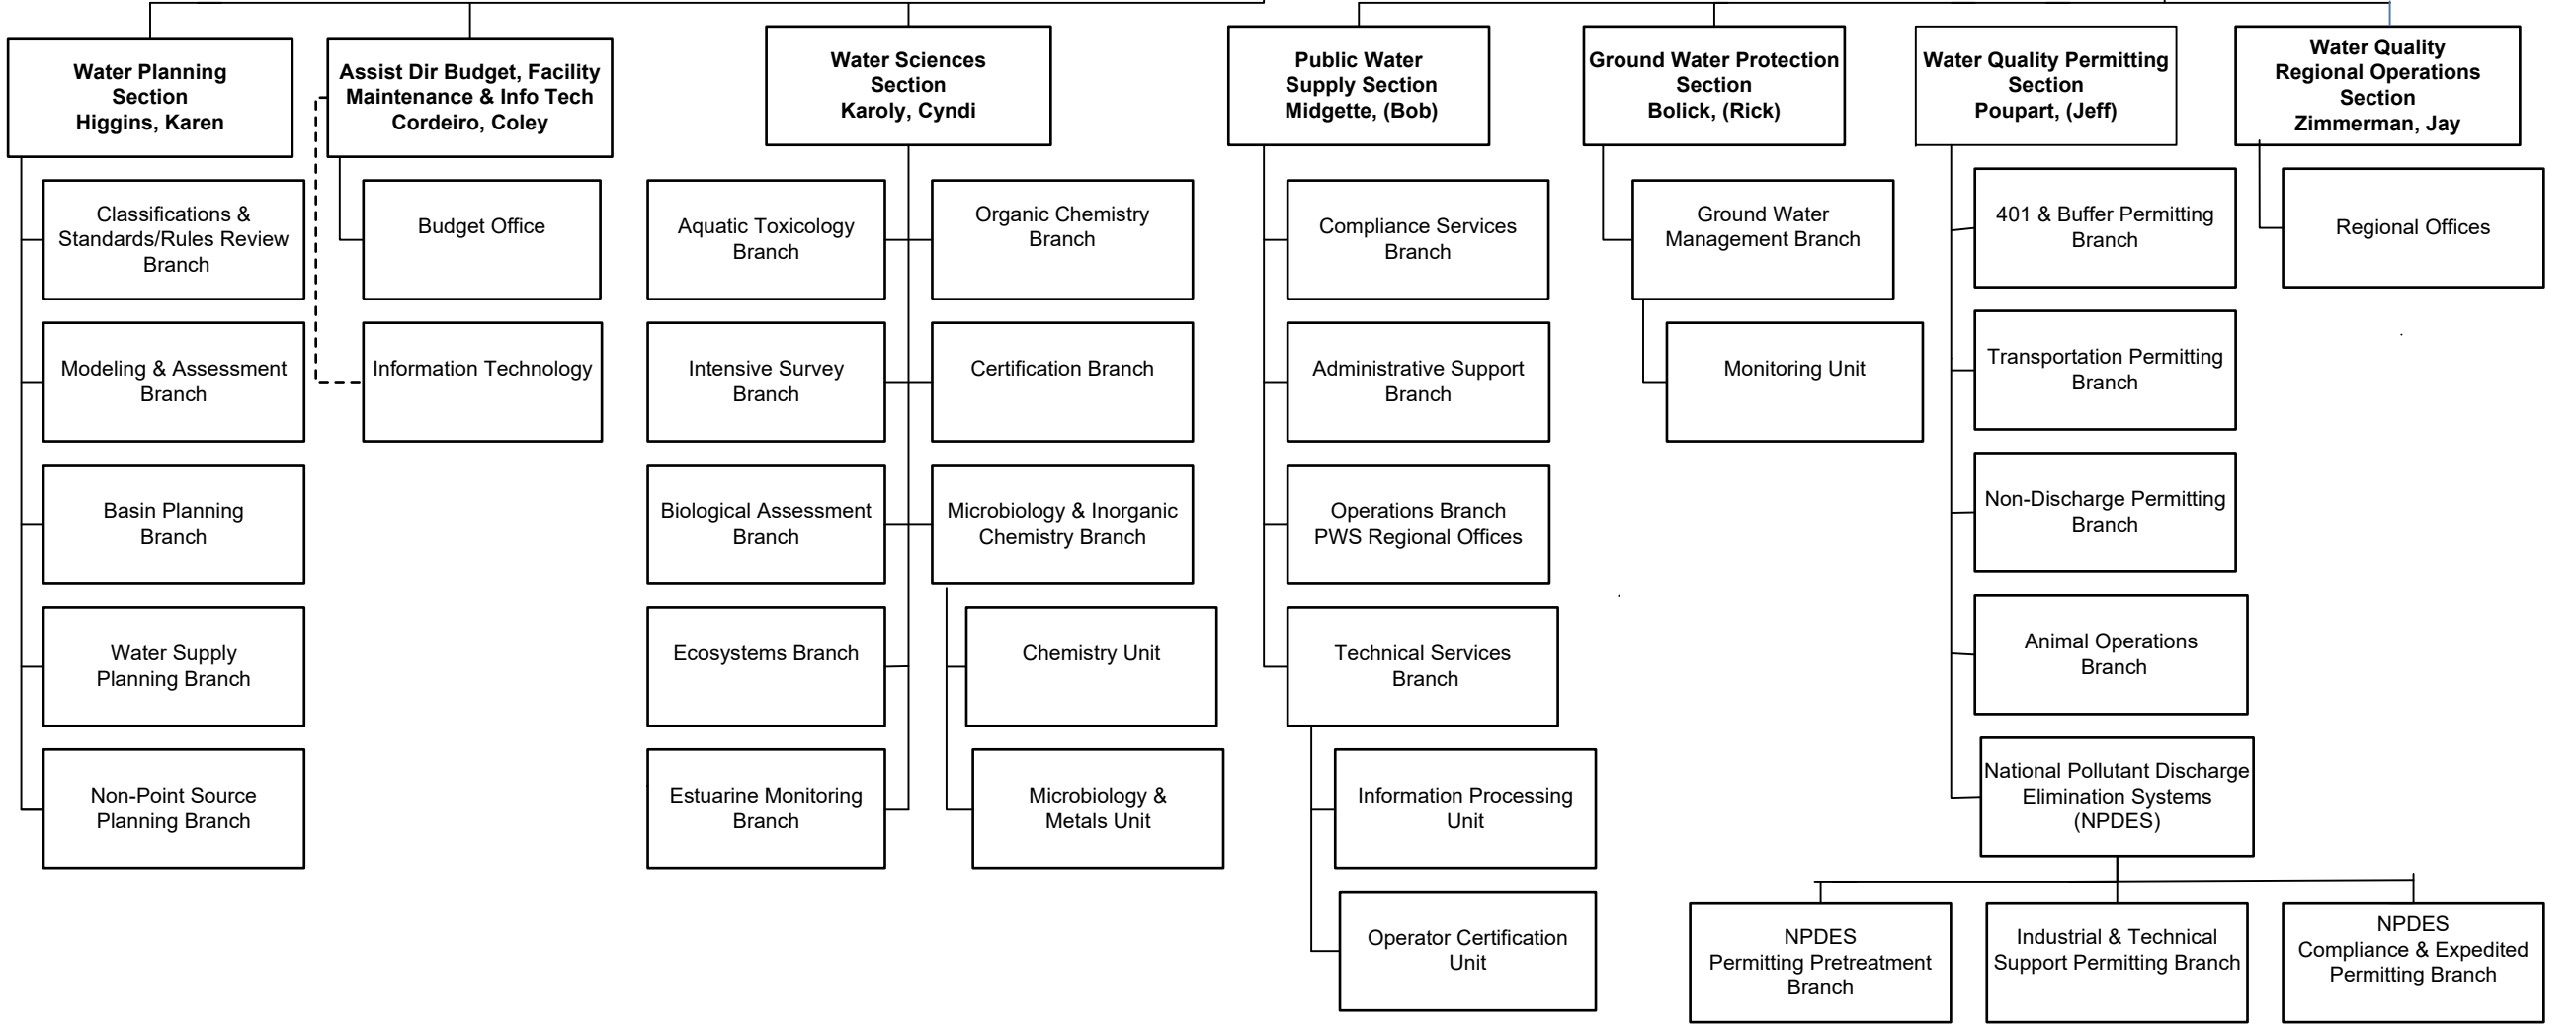 Water Planning
Section
Higgins, Karen
Assist Dir Budget, Facility
Maintenance & Info Tech
Cordeiro, Coley
Water Sciences
Section
Karoly, Cyndi
Public Water
Supply Section
Midgette, (Bob)
Ground Water Protection
Section
Bolick, (Rick)
Water Quality Permitting
Section
Poupart, (Jeff)
Water Quality
Regional Operations
Section
Zimmerman, Jay
Classifications &
Standards/Rules Review
Branch
Modeling & Assessment
Branch
Basin Planning
Branch
Water Supply
Planning Branch
Non-Point Source
Planning Branch
Budget Office
Information Technology
Aquatic Toxicology
Branch
Intensive Survey
Branch
Biological Assessment
Branch
Ecosystems Branch
Estuarine Monitoring
Branch
Organic Chemistry
Branch
Certification Branch
Microbiology & Inorganic
Chemistry Branch
Chemistry Unit
Microbiology &
Metals Unit
Compliance Services
Branch
Administrative Support
Branch
Operations Branch
PWS Regional Offices
Technical Services
Branch
Information Processing
Unit
Operator Certification
Unit
Ground Water
Management Branch
Monitoring Unit
401 & Buffer Permitting
Branch
Transportation Permitting
Branch
Non-Discharge Permitting
Branch
Animal Operations
Branch
National Pollutant Discharge
Elimination Systems
(NPDES)
NPDES
Permitting Pretreatment
Branch
Industrial & Technical
Support Permitting Branch
NPDES
Compliance & Expedited
Permitting Branch
Regional Offices